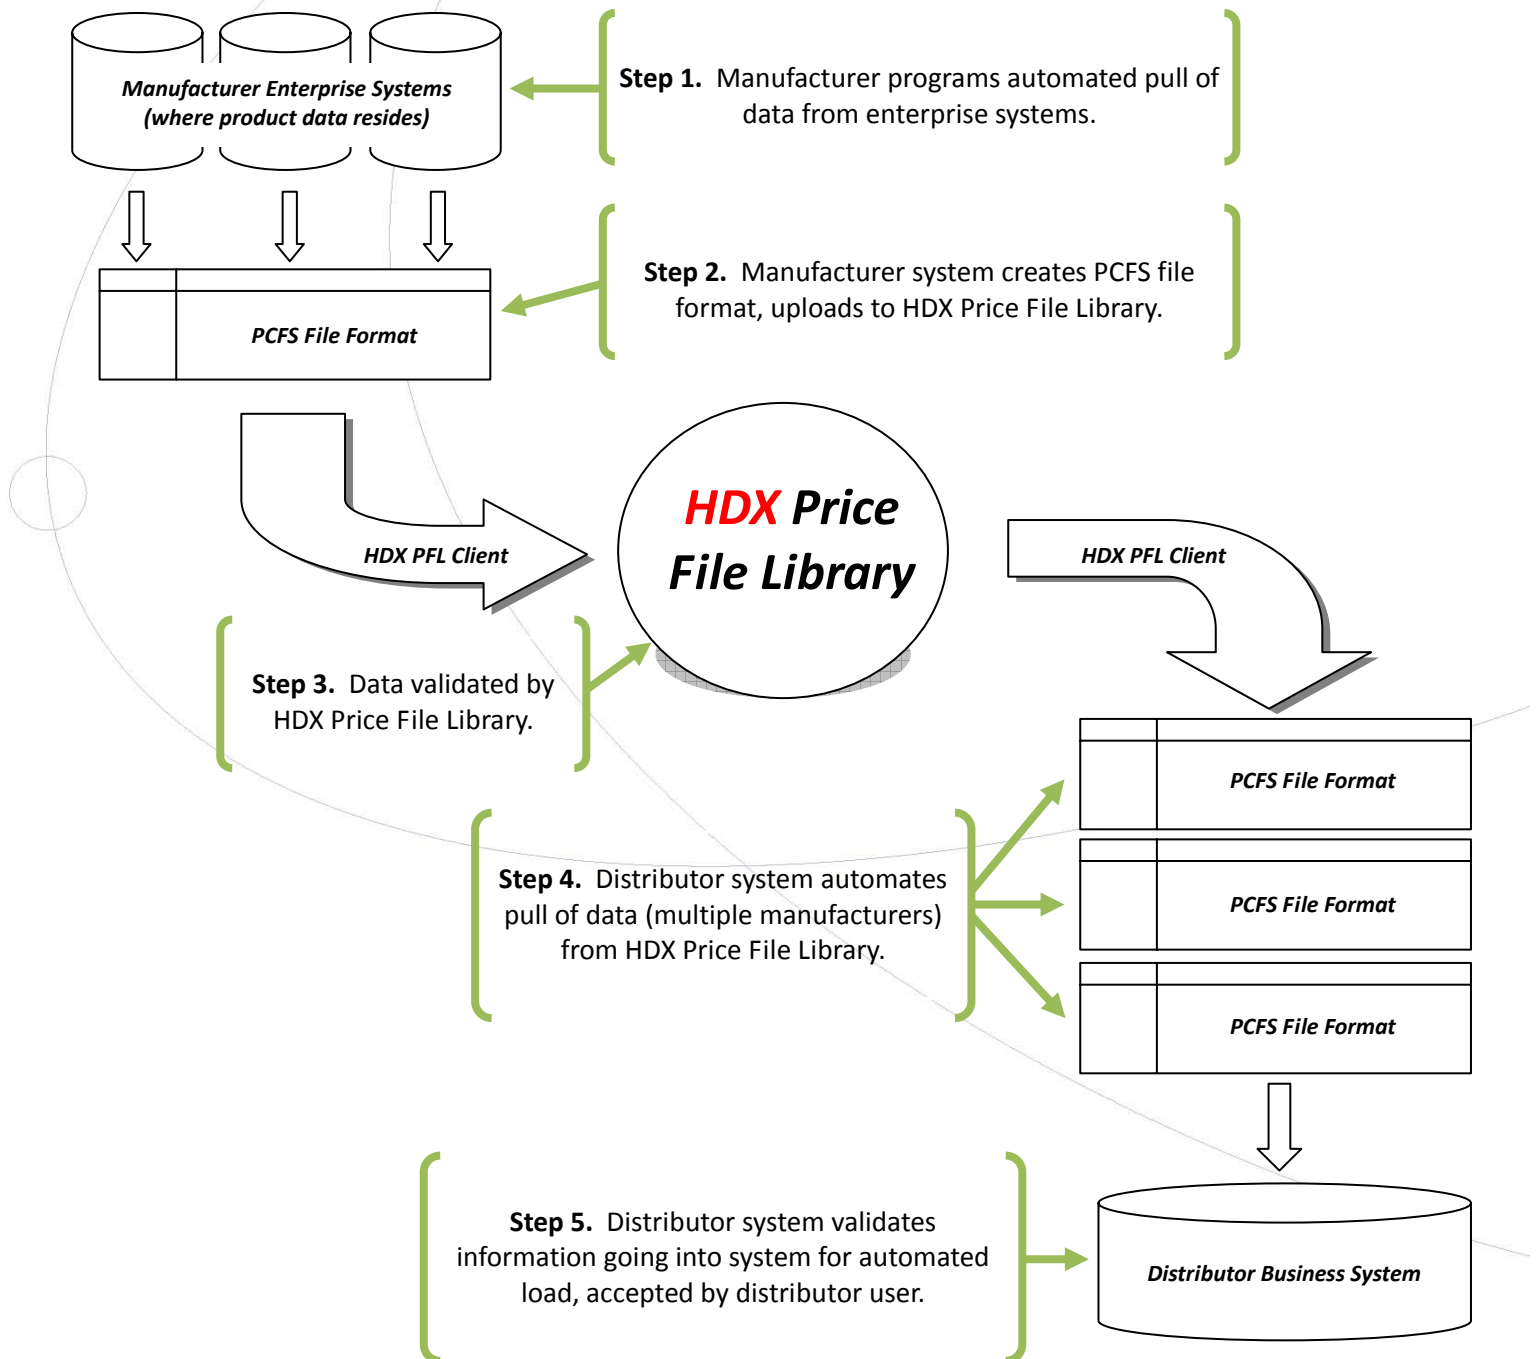 Manufacturer Enterprise Systems
(where product data resides)
Step 1.  Manufacturer programs automated pull of
data from enterprise systems.
Step 2.  Manufacturer system creates PCFS file
format, uploads to HDX Price File Library.
PCFS File Format
HDX PFL Client
HDX Price
File Library
HDX PFL Client
Step 3.  Data validated by
HDX Price File Library.
PCFS File Format
Step 4.  Distributor system automates
pull of data (multiple manufacturers)
from HDX Price File Library.
PCFS File Format
PCFS File Format
Step 5.  Distributor system validates
information going into system for automated
load, accepted by distributor user.
Distributor Business System